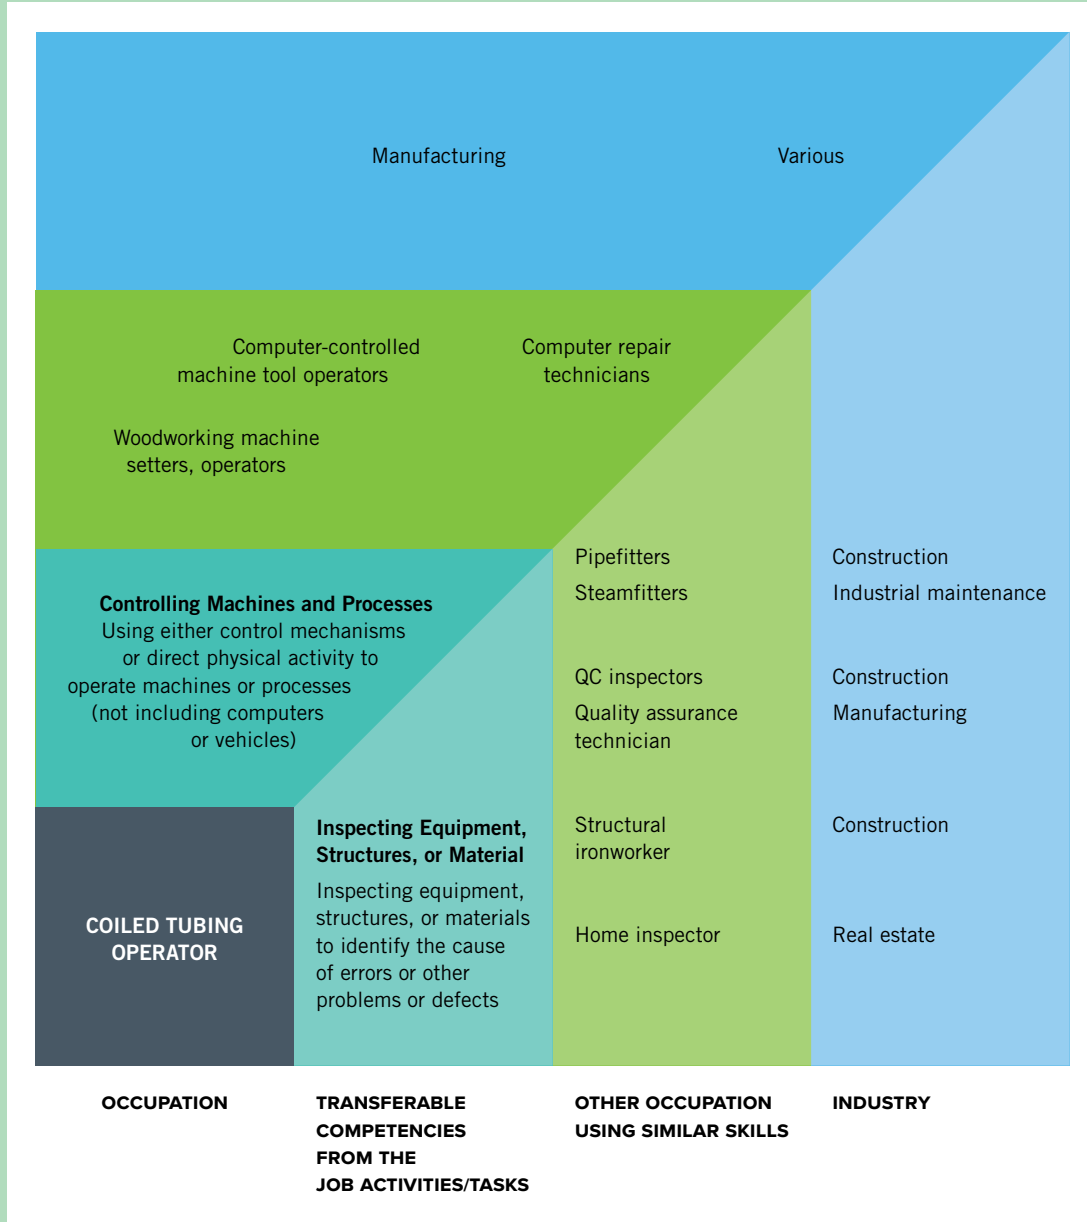 Manufacturing
Various
Computer-controlled
machine tool operators
Computer repair
technicians
Woodworking machine
setters, operators
Controlling Machines and Processes
Using either control mechanisms
or direct physical activity to
operate machines or processes
(not including computers
or vehicles)
Pipefitters
Construction
Steamfitters
Industrial maintenance
QC inspectors
Construction
Quality assurance
technician
Manufacturing
COILED TUBING
OPERATOR
Inspecting Equipment,
Structures, or Material
Inspecting equipment,
structures, or materials
to identify the cause
of errors or other
problems or defects
Structural
ironworker
Construction
Home inspector
Real estate
OCCUPATION
TRANSFERABLE
COMPETENCIES
FROM THE
JOB ACTIVITIES/TASKS
OTHER OCCUPATION
USING SIMILAR SKILLS
INDUSTRY